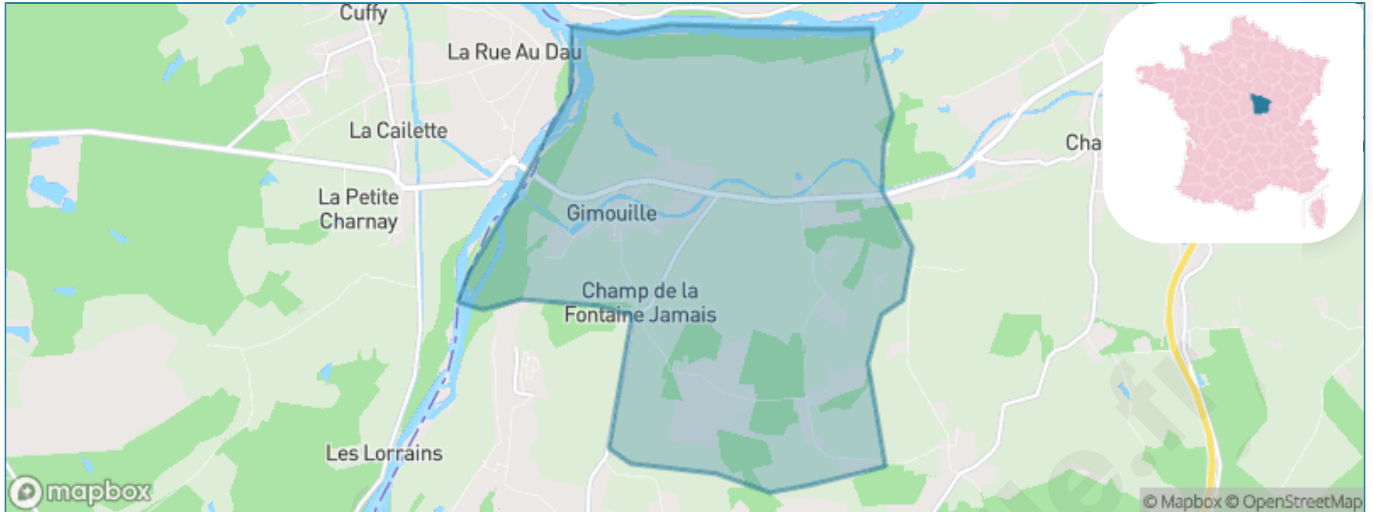 Cuffy
La Rue Au Dau
La Cailette
Cha
La Petite
Charnay
Gimouille
Champ de la
Fontaine Jamais
Les Lorrains
mapbox
© Mapbox © OpenStreetMap